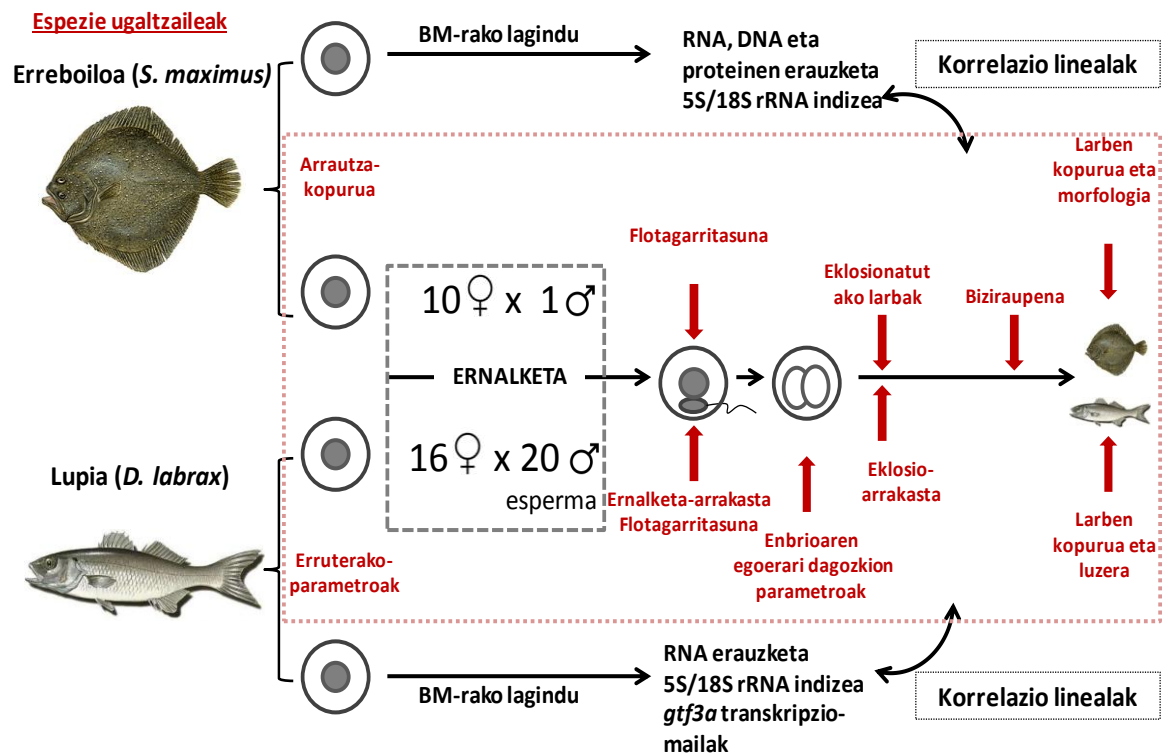 Espezie ugaltzaileak
Erreboiloa (S. maximus)
BM-rako lagindu
RNA, DNA eta
proteinen erauzketa
5S/18S rRNA indizea
Korrelazio linealak
Arrautza-
kopurua
Larben
kopurua eta
morfologia
Flotagarritasuna
Eklosionatut
ako larbak
Biziraupena
10♀ x 1♂
ERNALKETA
16♀ x 20♂
esperma
Lupia (D. labrax)
Erruterako-
parametroak
Ernalketa-arrakasta
Flotagarritasuna
Enbrioaren
egoerari dagozkion
parametroak
Eklosio-
arrakasta
Larben
kopurua eta
luzera
BM-rako lagindu
RNA erauzketa
5S/18S rRNA indizea
gtf3a transkripzio-
mailak
Korrelazio linealak